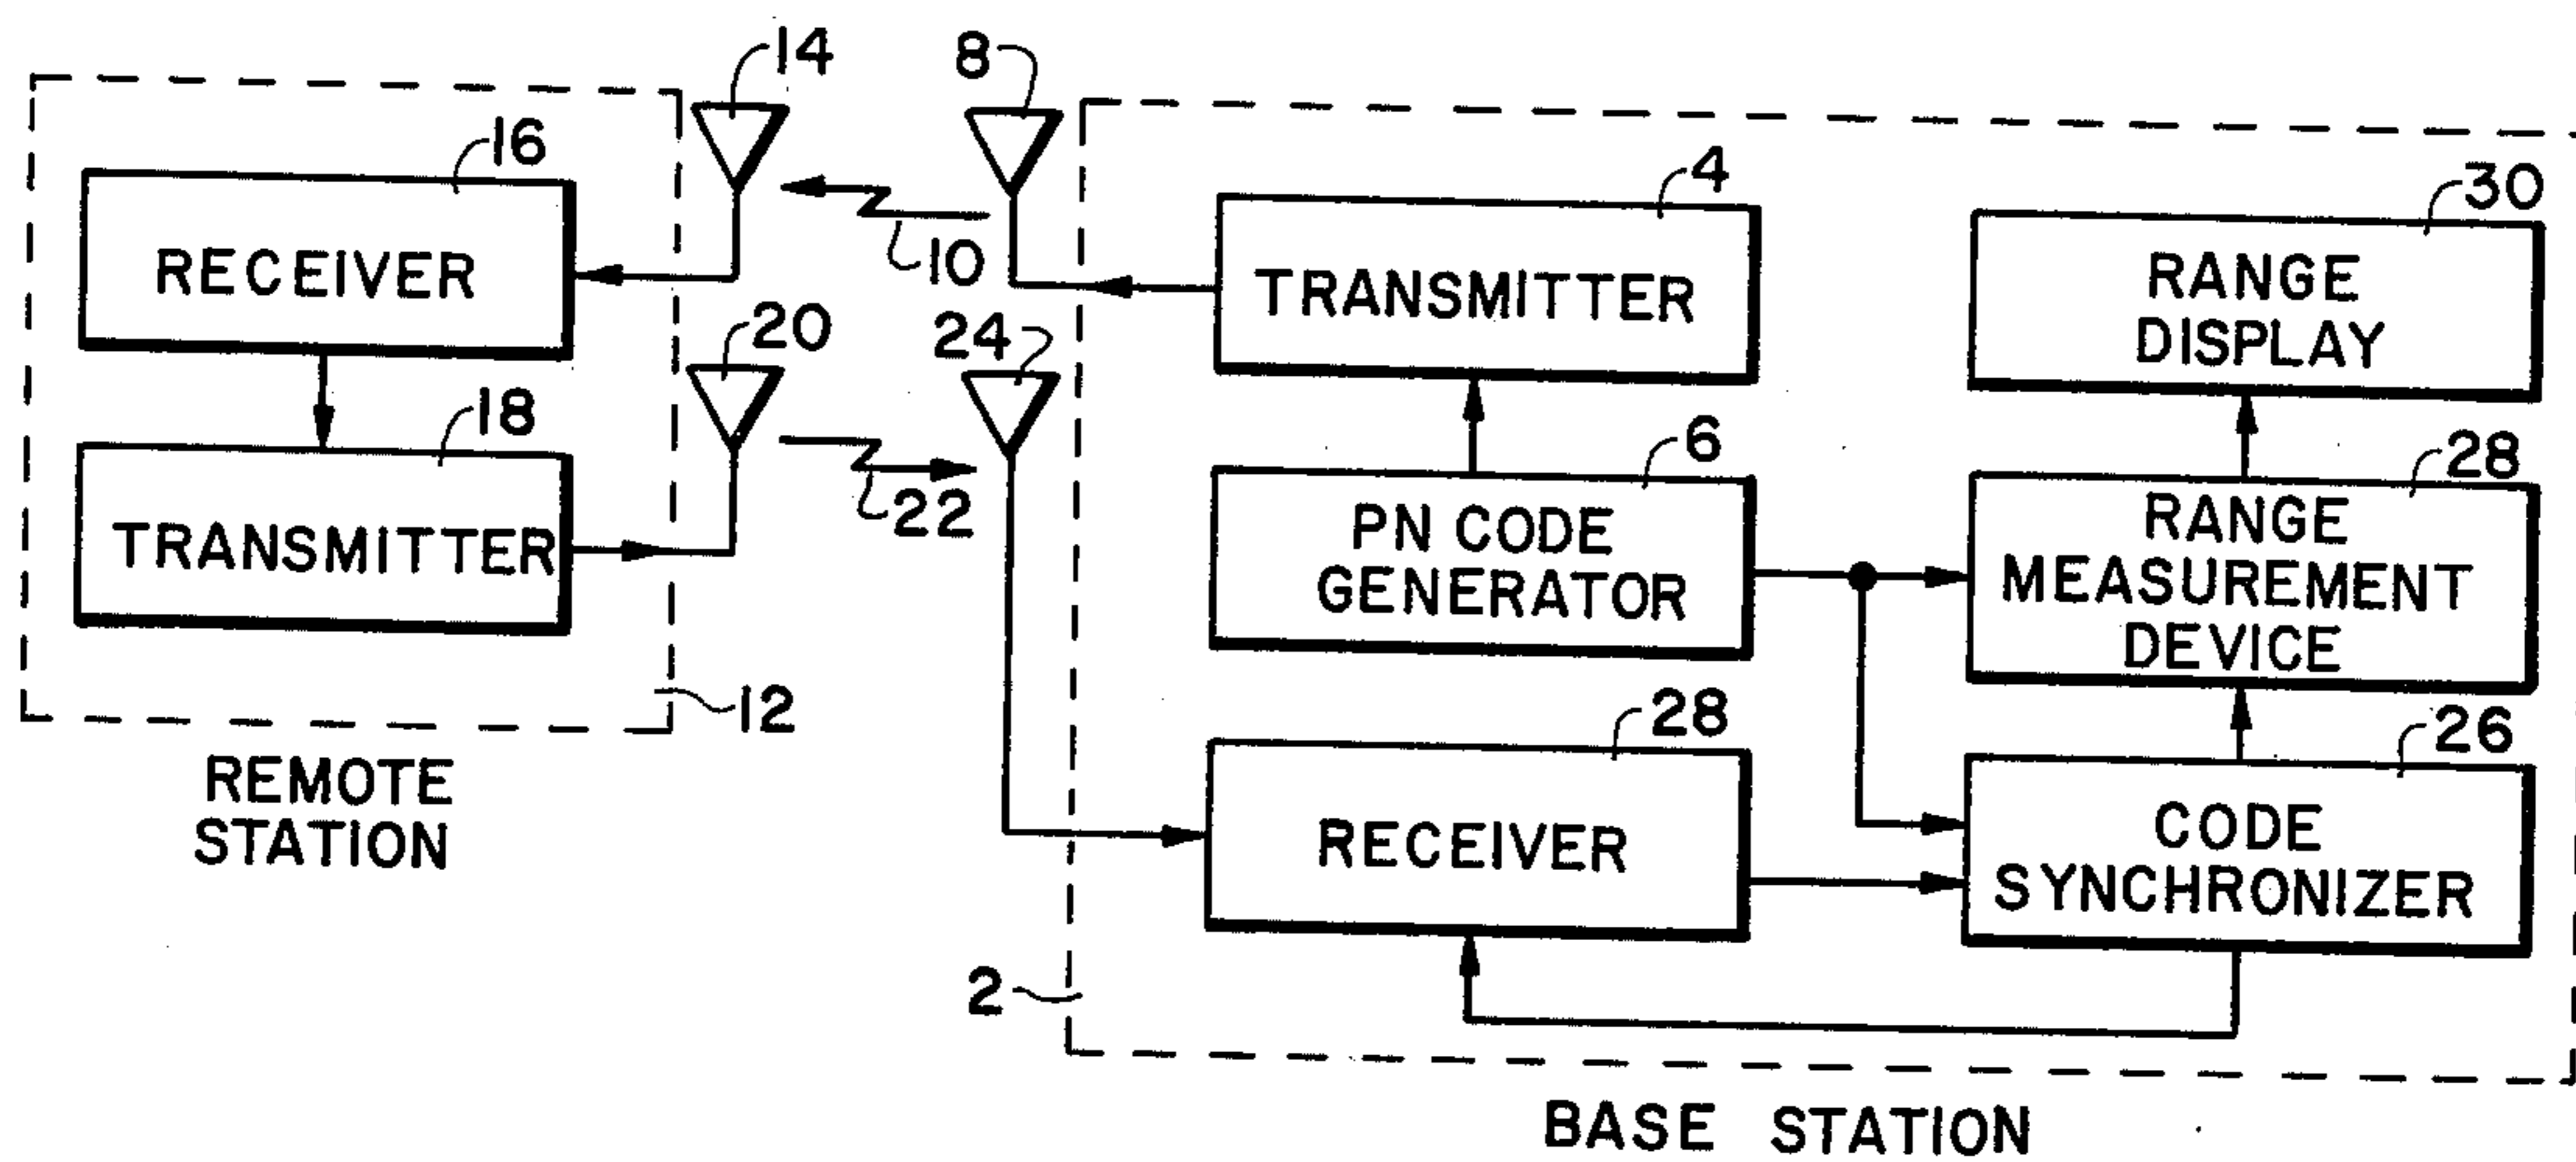 14
8
16
4
30
RECEIVER
10
TRANSMITTER
RANGE
DISPLAY
20
24
18
6
28
TRANSMITTER
22
PN CODE
GENERATOR
RANGE
MEASUREMENT
DEVICE
12
28
26
REMOTE
STATION
RECEIVER
CODE
SYNCHRONIZER
2
BASE STATION